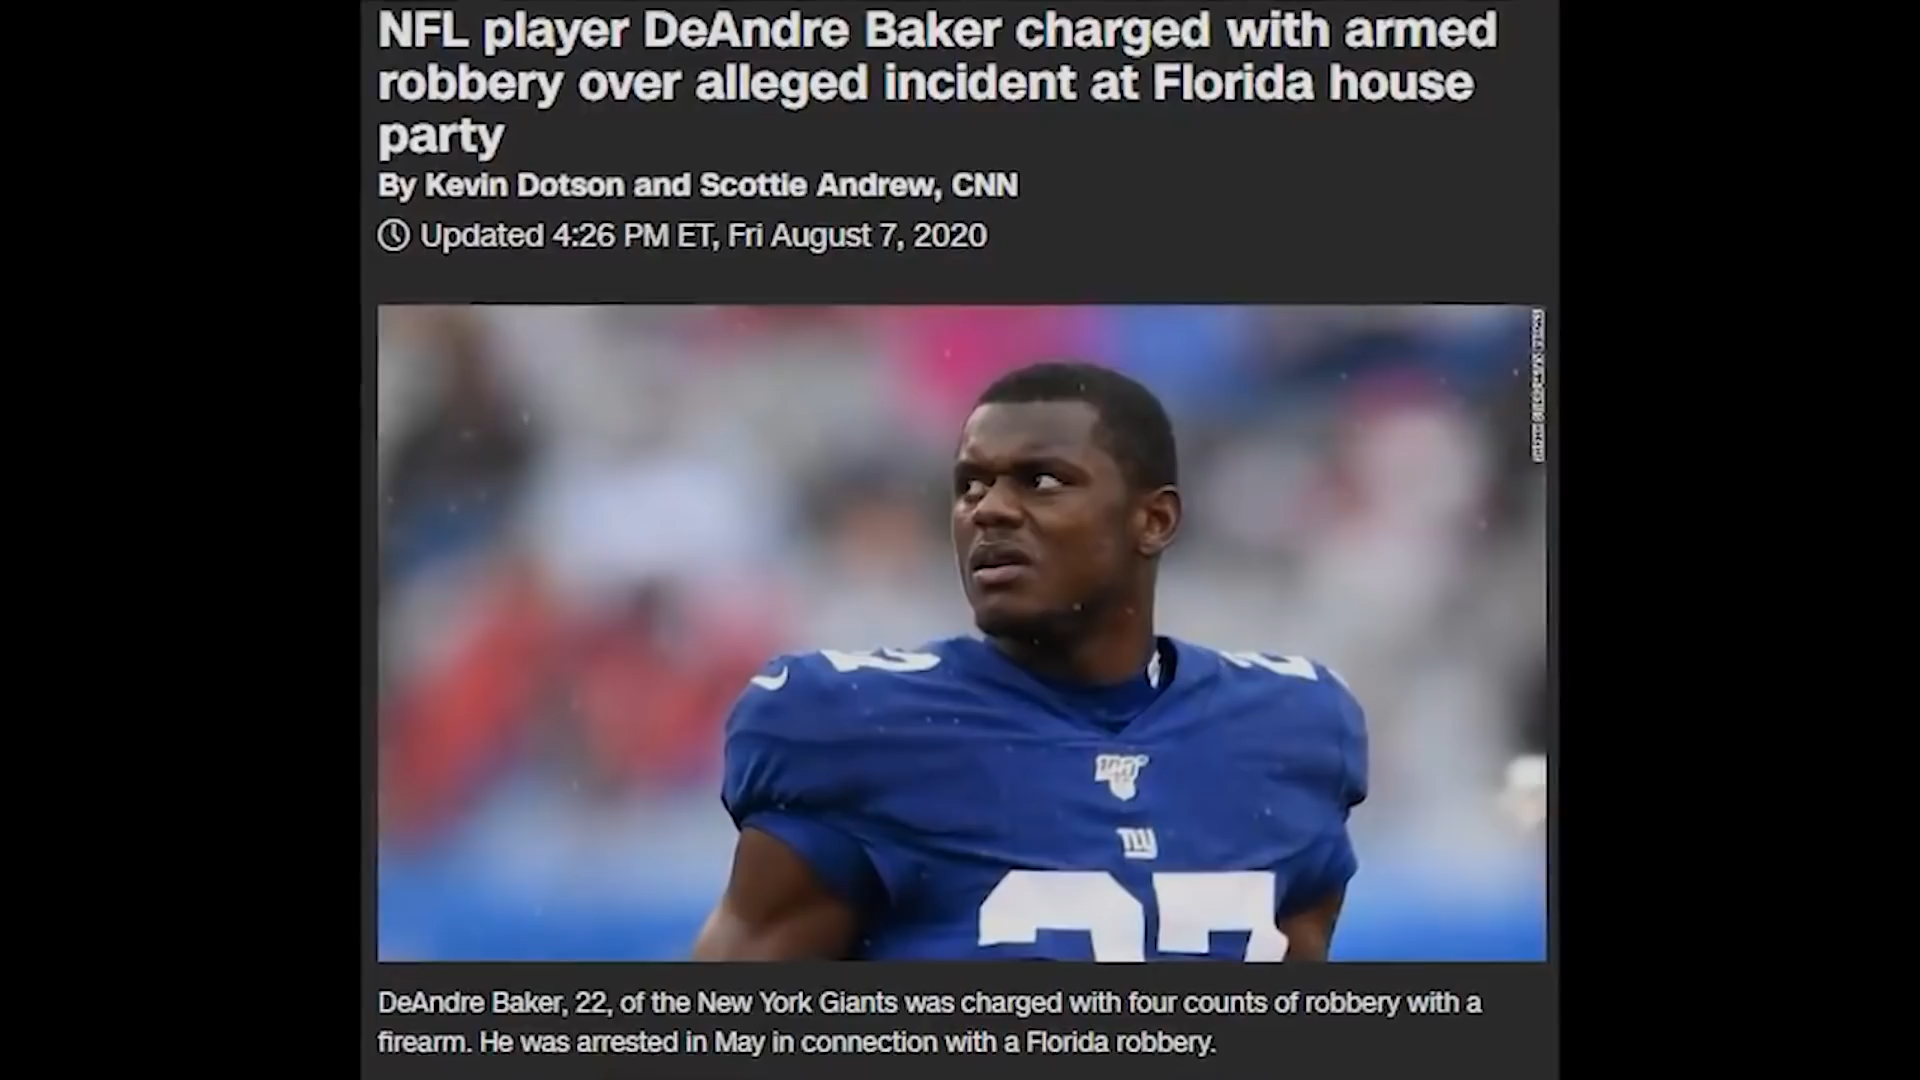 NFL player DeAndre Baker charged with armed
robbery over alleged incident at Florida house
party
By Kevin Dotson and Scottie Andrew, CNN
Updated 4:26 PM ET, Fri August 7, 2020
27
DeAndre Baker, 22, of the New York Giants was charged with four counts of robbery with a
firearm. He was arrested in May in connection with a Florida robbery.